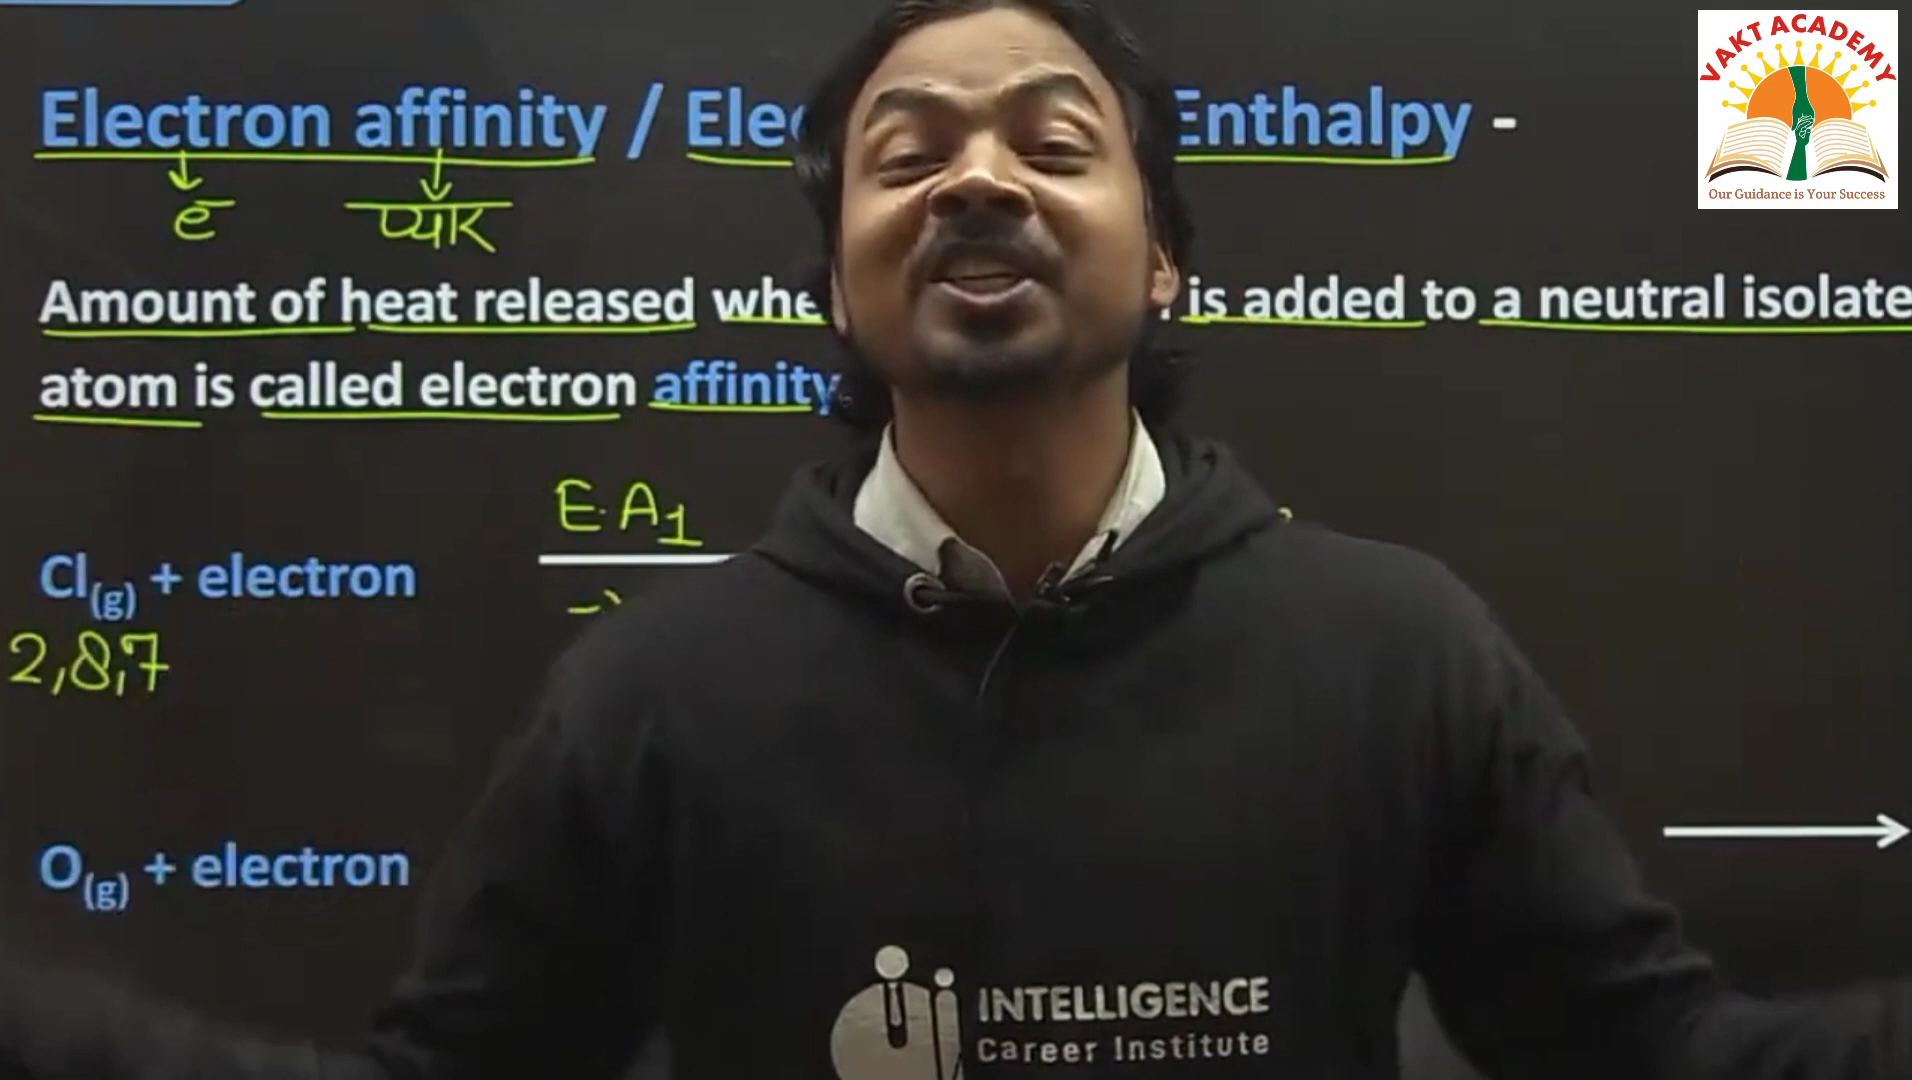 VAKT ACADEMY
Our Guidance is Your Success
Electron affinity / Elec Enthalpy -
e प्यार
Amount of heat released whe is added to a neutral isolate
atom is called electron affinity
E.A1
Cl(g) + electron
2,8,7
O(g) + electron
INTELLIGENCE
Career Institute